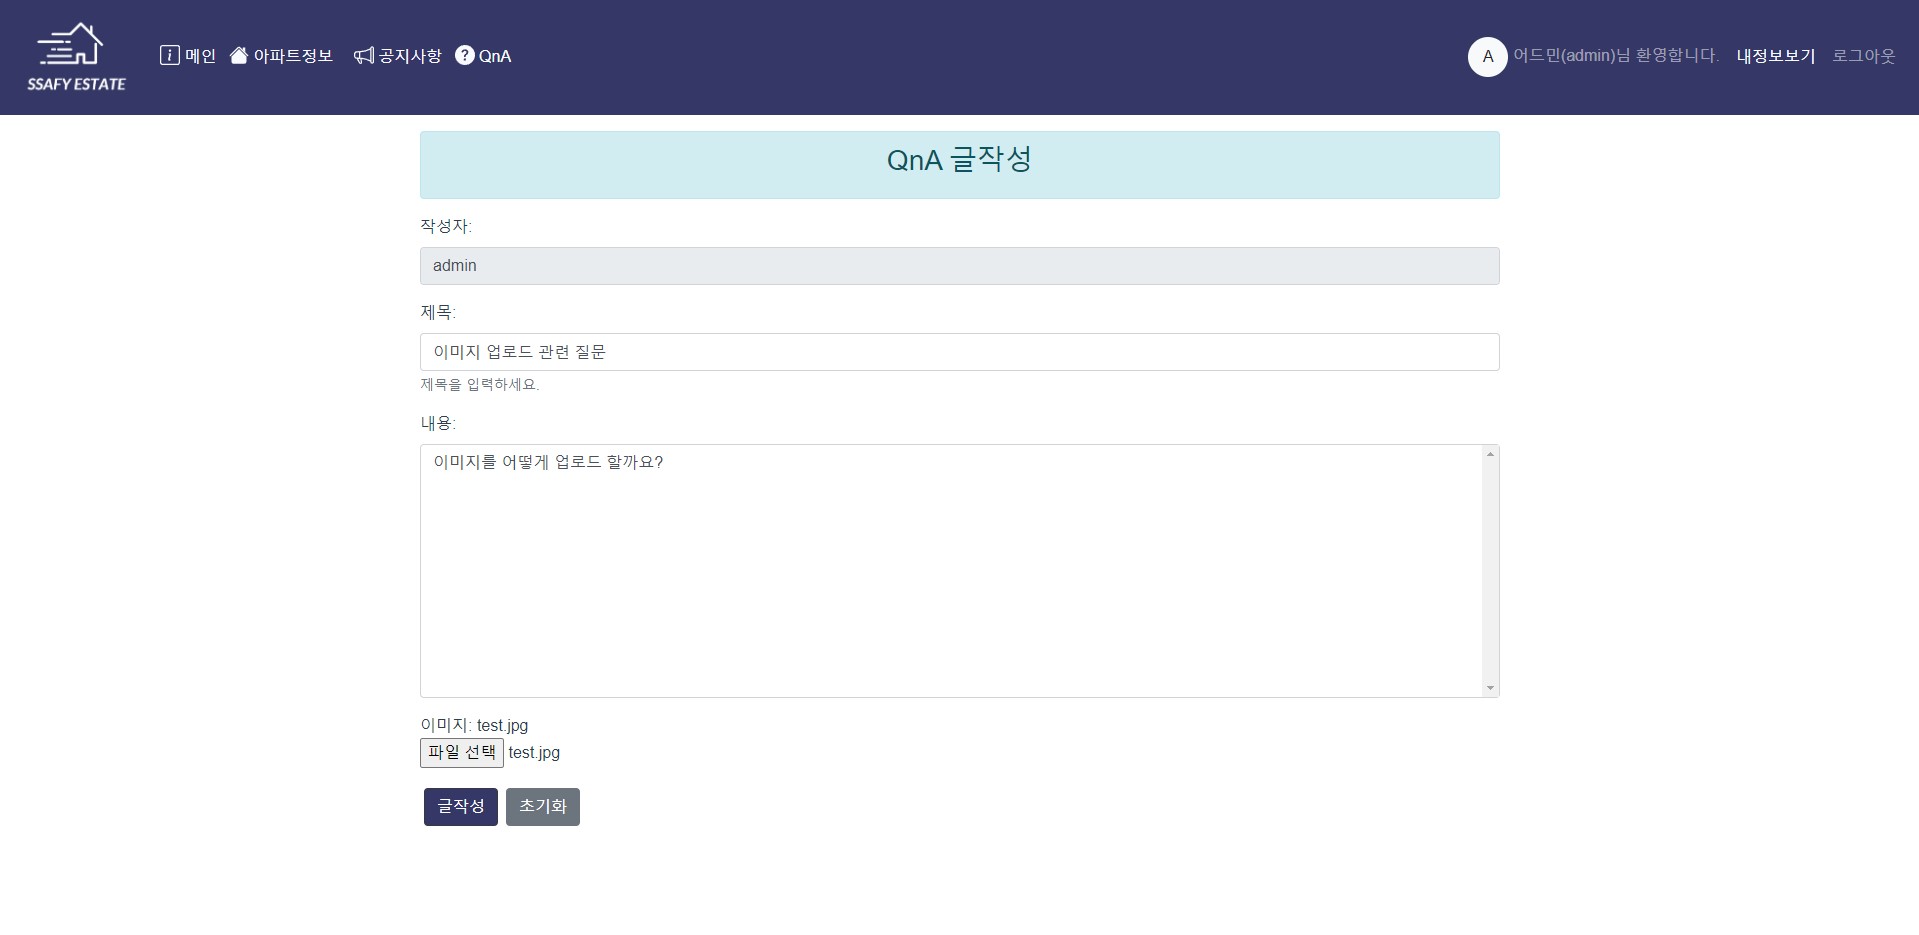 SSAFY ESTATE
메인 아파트정보 공지사항 QnA
A 어드민(admin)님 환영합니다. 내정보보기 로그아웃
QnA 글작성
작성자:
admin
제목:
이미지 업로드 관련 질문
제목을 입력하세요.
내용:
이미지를 어떻게 업로드 할까요?
이미지: test.jpg
파일 선택 test.jpg
글작성 초기화